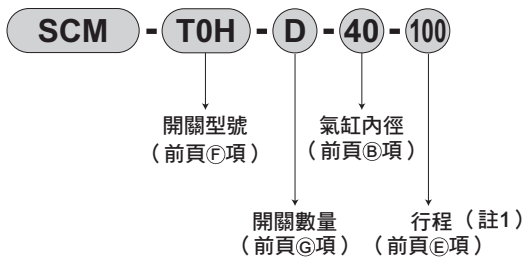 SCM - T0H - D - 40 - 100
開關型號
（前頁Ⓕ項）
氣缸內徑
（前頁Ⓑ項）
開關數量
（前頁Ⓖ項）
行程（註1）
（前頁Ⓔ項）